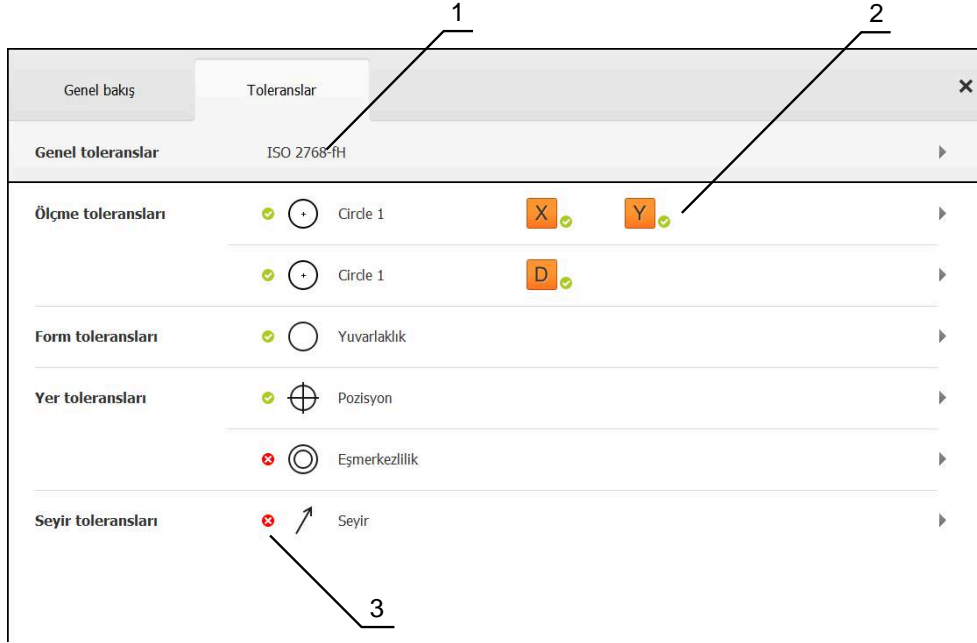 1 2
Genel bakış Toleranslar
Genel toleranslar ISO 2768-fH
Ölçme toleransları Circle 1 X Y
Circle 1 D
Form toleransları Yuvarlaklık
Yer toleransları Pozisyon
Eşmerkezlilik
Seyir toleransları Seyir
3